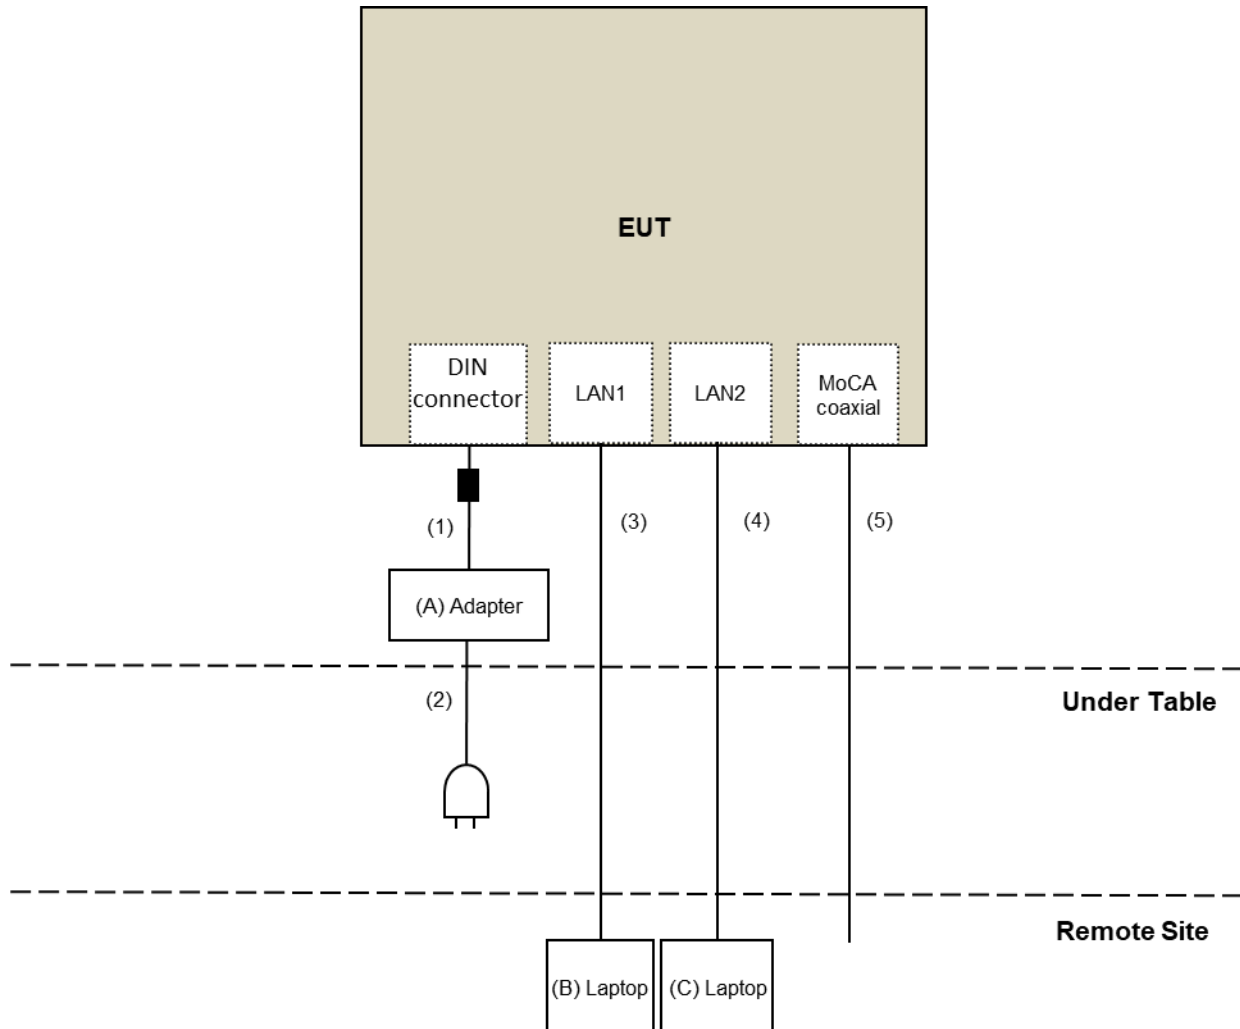 EUT
DIN
connector
LAN1
LAN2
MoCA
coaxial
(1)
(3)
(4)
(5)
(A) Adapter
(2)
Under Table
Remote Site
(B) Laptop
(C) Laptop